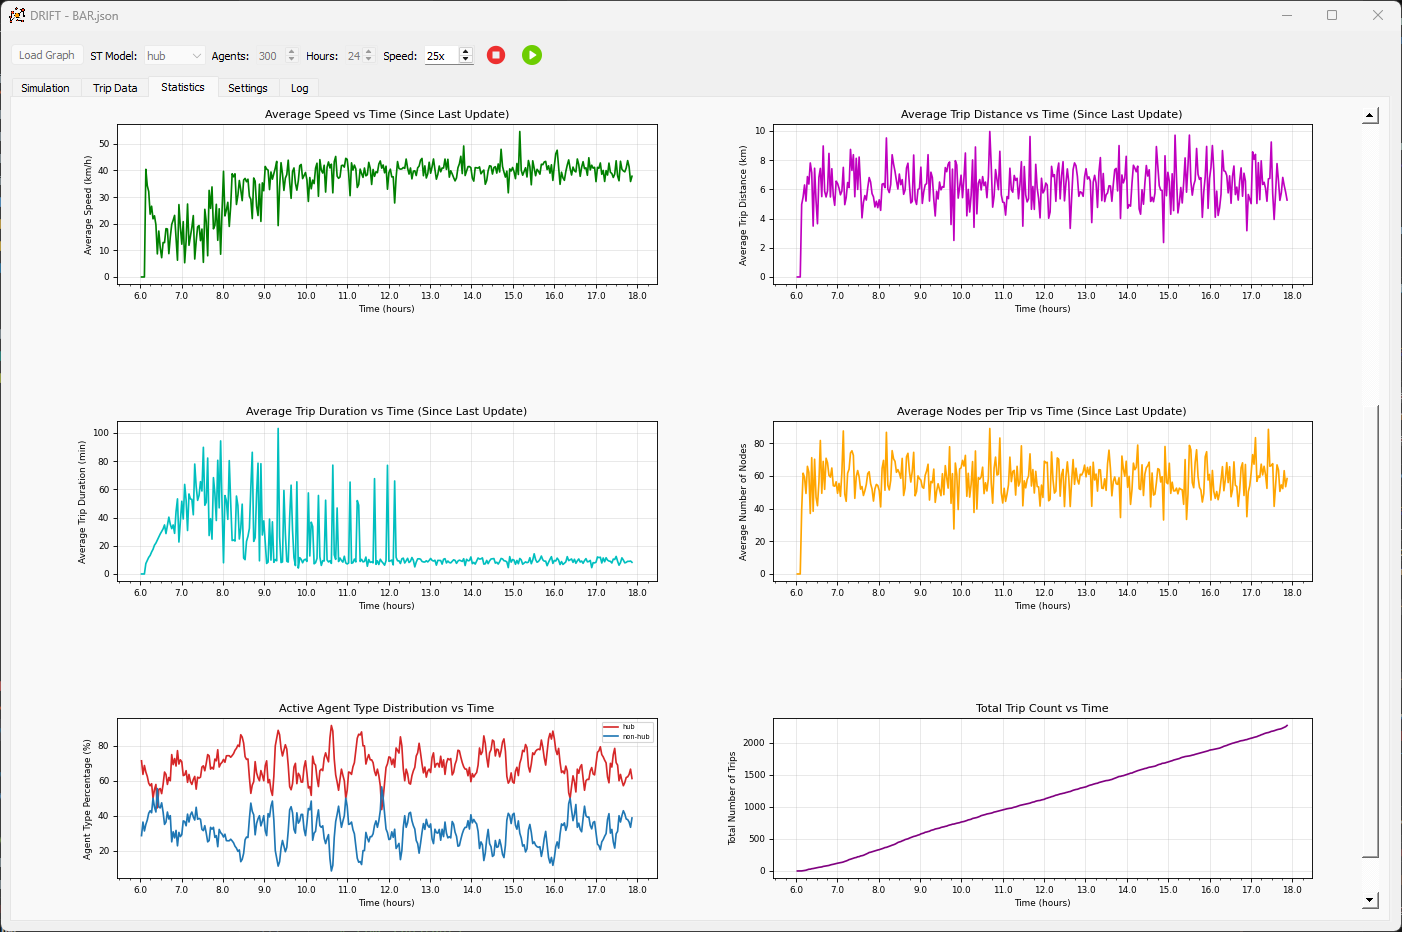 DRIFT - BAR.json
Load Graph ST Model: hub Agents: 300 Hours: 24 Speed: 25x
Simulation Trip Data Statistics Settings Log
Average Speed vs Time (Since Last Update)
Average Speed (km/h)
50
40
30
20
10
0
6.0 7.0 8.0 9.0 10.0 11.0 12.0 13.0 14.0 15.0 16.0 17.0 18.0
Time (hours)
Average Trip Distance vs Time (Since Last Update)
Average Trip Distance (km)
10
8
6
4
2
0
6.0 7.0 8.0 9.0 10.0 11.0 12.0 13.0 14.0 15.0 16.0 17.0 18.0
Time (hours)
Average Trip Duration vs Time (Since Last Update)
Average Trip Duration (min)
100
80
60
40
20
0
6.0 7.0 8.0 9.0 10.0 11.0 12.0 13.0 14.0 15.0 16.0 17.0 18.0
Time (hours)
Average Nodes per Trip vs Time (Since Last Update)
Average Number of Nodes
80
60
40
20
0
6.0 7.0 8.0 9.0 10.0 11.0 12.0 13.0 14.0 15.0 16.0 17.0 18.0
Time (hours)
Active Agent Type Distribution vs Time
Agent Type Percentage (%)
80
60
40
20
hub
non-hub
6.0 7.0 8.0 9.0 10.0 11.0 12.0 13.0 14.0 15.0 16.0 17.0 18.0
Time (hours)
Total Trip Count vs Time
Total Number of Trips
2000
1500
1000
500
0
6.0 7.0 8.0 9.0 10.0 11.0 12.0 13.0 14.0 15.0 16.0 17.0 18.0
Time (hours)